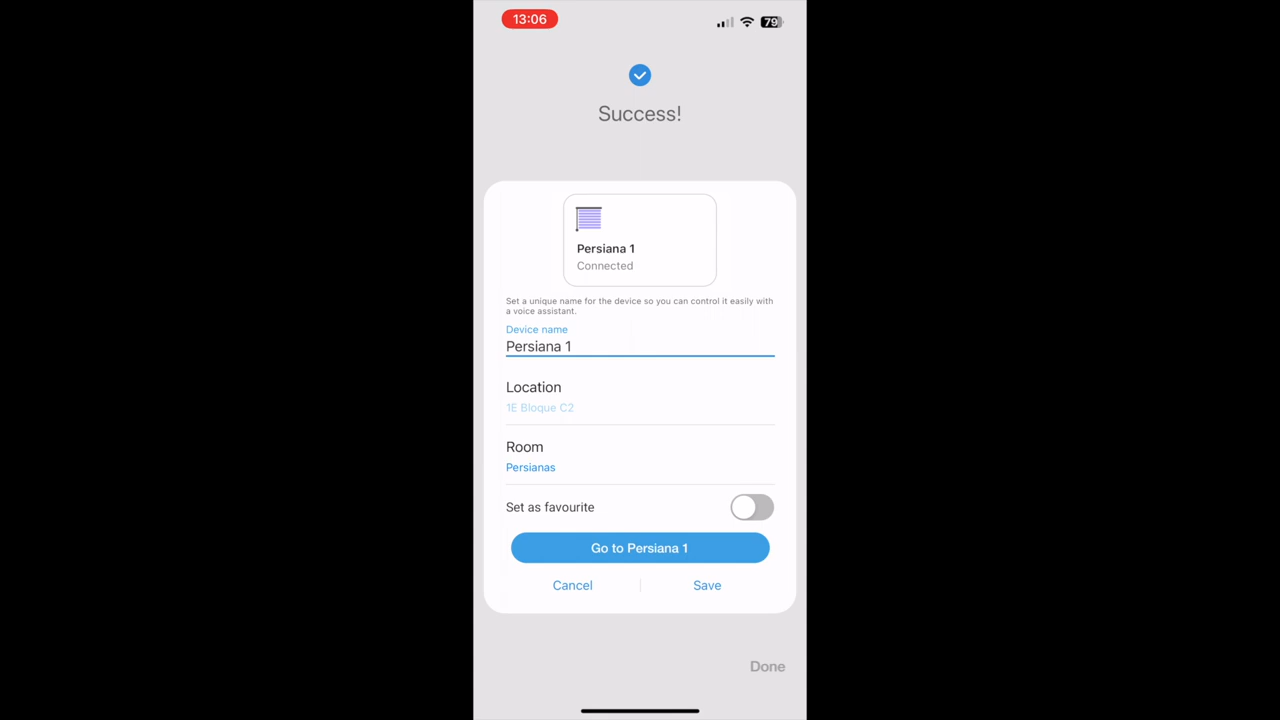 13:06
79
Success!
Persiana 1
Connected
Set a unique name for the device so you can control it easily with
a voice assistant.
Device name
Persiana 1
Location
1E Bloque C2
Room
Persianas
Set as favourite
Go to Persiana 1
Cancel
Save
Done